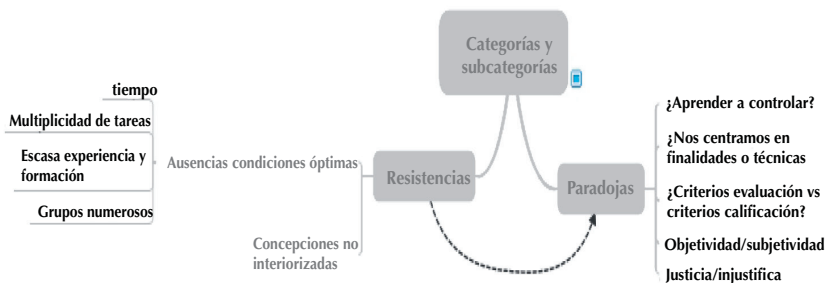 Categorías y
subcategorías
tiempo
Multiplicidad de tareas
Escasa experiencia y
formación
Grupos numerosos
Ausencias condiciones óptimas
Concepciones no
interiorizadas
Resistencias
Paradojas
¿Aprender a controlar?
¿Nos centramos en
finalidades o técnicas
¿Criterios evaluación vs
criterios calificación?
Objetividad/subjetividad
Justicia/injustifica